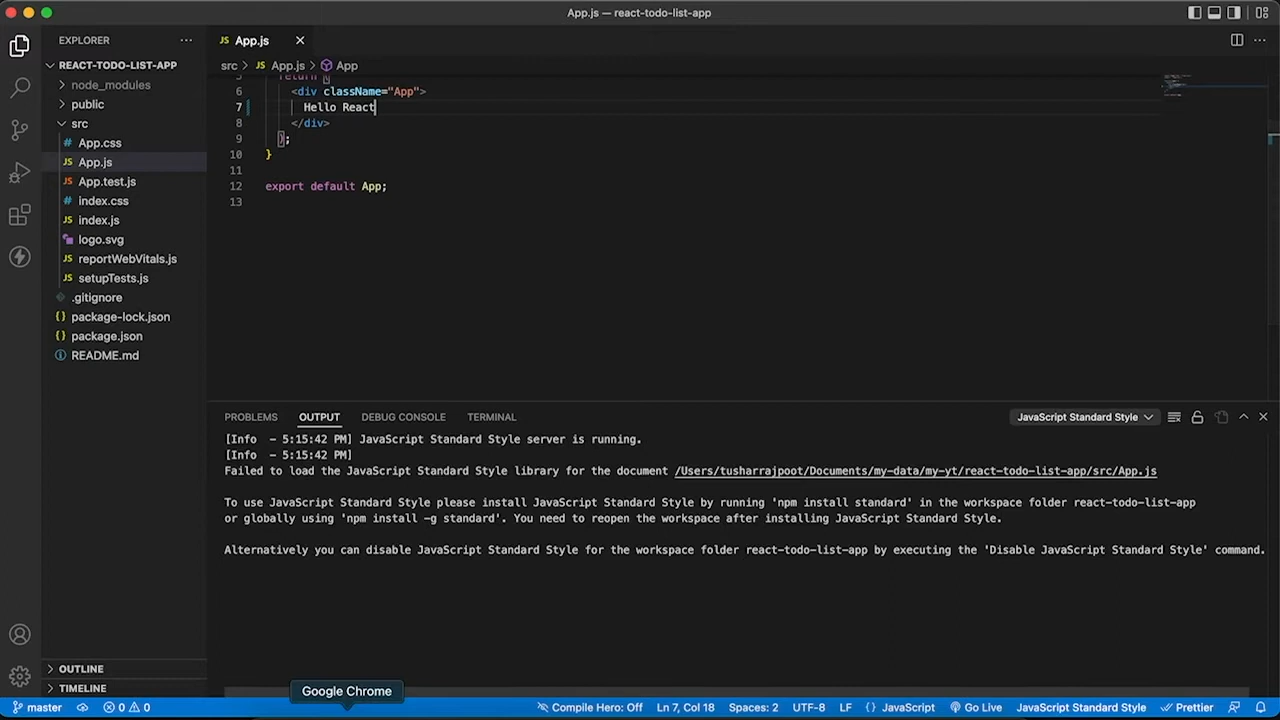 App.js — react-todo-list-app
EXPLORER
REACT-TODO-LIST-APP
node_modules
public
src
# App.css
JS App.js
JS App.test.js
# index.css
JS index.js
logo.svg
JS reportWebVitals.js
JS setupTests.js
.gitignore
{} package-lock.json
{} package.json
README.md
OUTLINE
TIMELINE
JS App.js
src > JS App.js > App
5 return (
6 <div className="App">
7 Hello React
8 </div>
9 );
10 }
11
12 export default App;
13
PROBLEMS OUTPUT DEBUG CONSOLE TERMINAL JavaScript Standard Style
[Info - 5:15:42 PM] JavaScript Standard Style server is running.
[Info - 5:15:42 PM]
Failed to load the JavaScript Standard Style library for the document /Users/tusharrajpoot/Documents/my-data/my-yt/react-todo-list-app/src/App.js
To use JavaScript Standard Style please install JavaScript Standard Style by running 'npm install standard' in the workspace folder react-todo-list-app
or globally using 'npm install -g standard'. You need to reopen the workspace after installing JavaScript Standard Style.
Alternatively you can disable JavaScript Standard Style for the workspace folder react-todo-list-app by executing the 'Disable JavaScript Standard Style' command.
Google Chrome
master 0 0 Compile Hero: Off Ln 7, Col 18 Spaces: 2 UTF-8 LF {} JavaScript Go Live JavaScript Standard Style Prettier